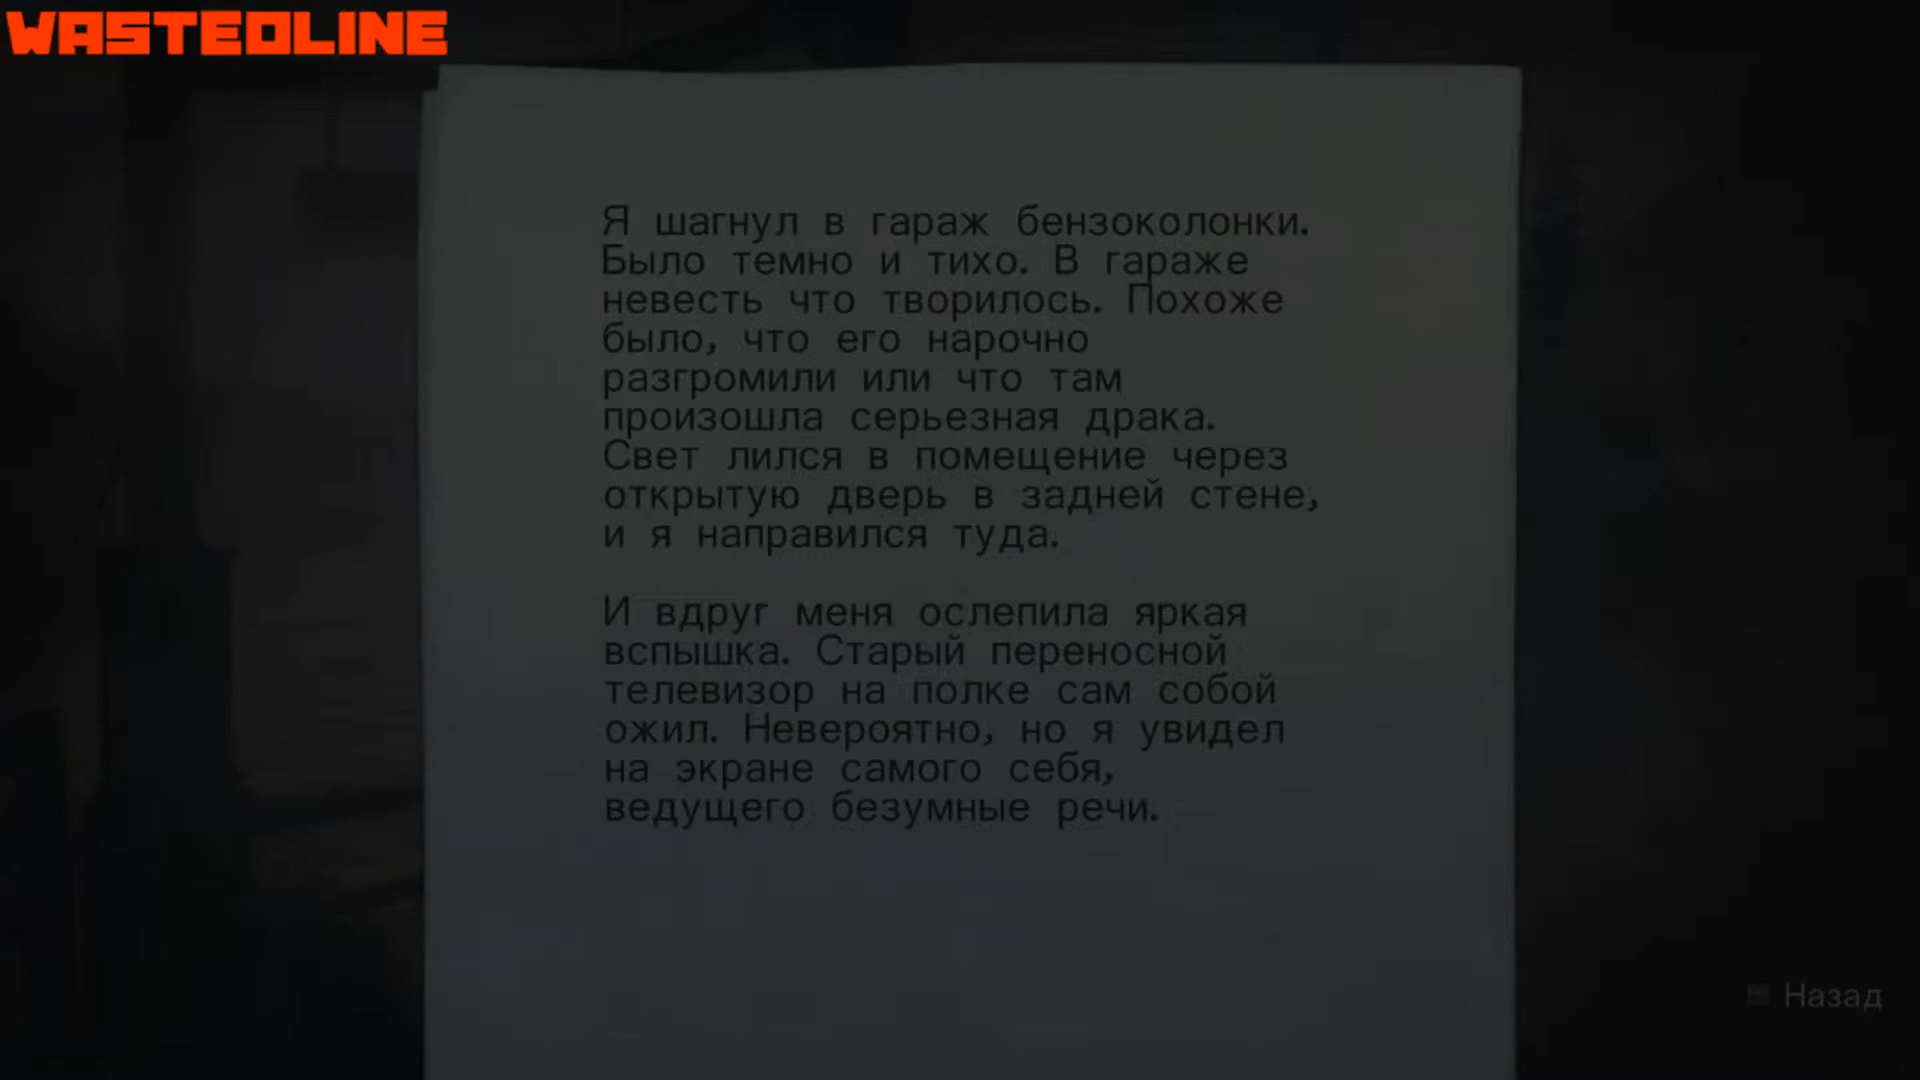 WASTEDLINE
Я шагнул в гараж бензоколонки.
Было темно и тихо. В гараже
невесть что творилось. Похоже
было, что его нарочно
разгромили или что там
произошла серьезная драка.
Свет лился в помещение через
открытую дверь в задней стене,
и я направился туда.
И вдруг меня ослепила яркая
вспышка. Старый переносной
телевизор на полке сам собой
ожил. Невероятно, но я увидел
на экране самого себя,
ведущего безумные речи.
Назад